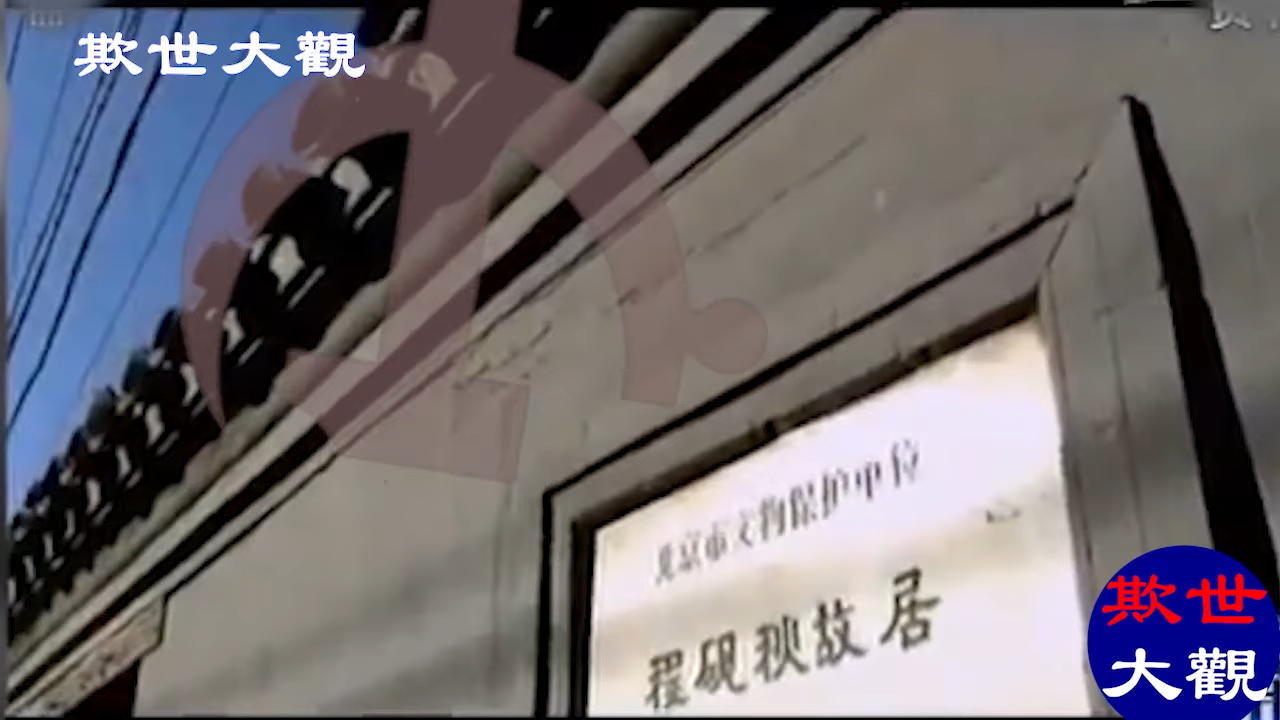 欺世大觀
北京市文物保护单位
程砚秋故居
欺世
大觀